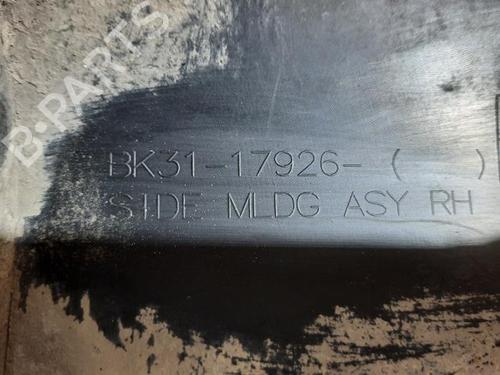 B-PARTS
BK31-17926- ( )
SIDE MLDG ASY RH